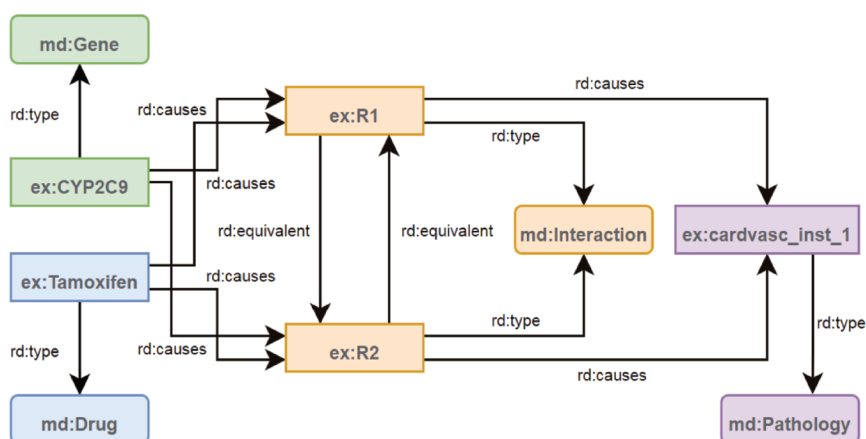 md:Gene
rd:causes
rd:type
rd:causes
ex:R1
rd:type
rd:causes
ex:CYP2C9
rd:equivalent
rd:equivalent
md:Interaction
ex:cardvasc_inst_1
ex:Tamoxifen
rd:causes
rd:type
rd:type
rd:type
rd:causes
ex:R2
rd:causes
md:Drug
md:Pathology